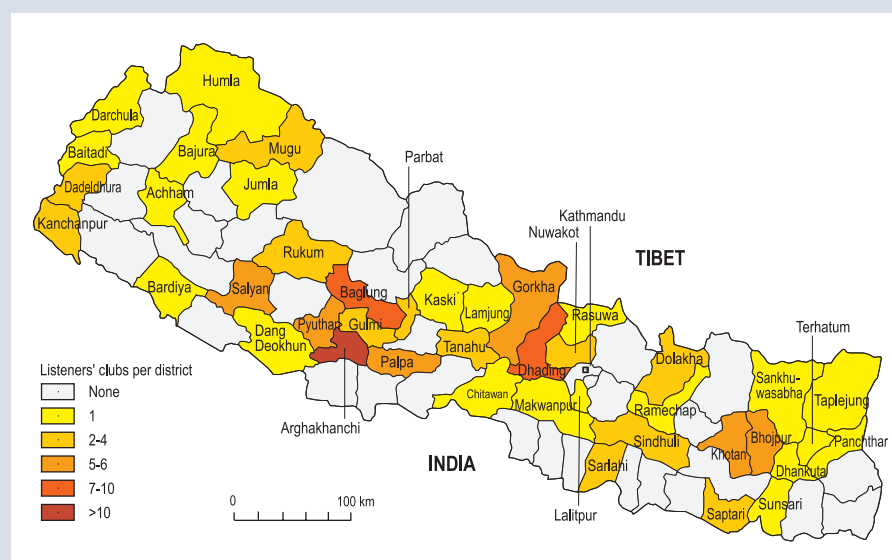 Humla
Darchula
Parbat
Baitadi
Bajura
Mugu
Dadeldhura
Achham
Jumla
Kathmandu
Nuwakot
Kanchanpur
TIBET
Rukum
Gorkha
Bardiya
Salyan
Baglung
Kaski
Lamjung
Rasuwa
Terhatum
Pyuthan
Gulmi
Dang
Deokhun
Tanahu
Dolakha
Palpa
Dhading
Sankhu-
wasabha
Taplejung
Listeners' clubs per district
None
1
2-4
5-6
7-10
>10
Chitawan
Makwanpur
Ramechap
Arghakhanchi
Sindhuli
Khotan
Bhojpur
Panchthar
INDIA
Sarlahi
Dhankuta
0
100 km
Lalitpur
Saptari
Sunsari